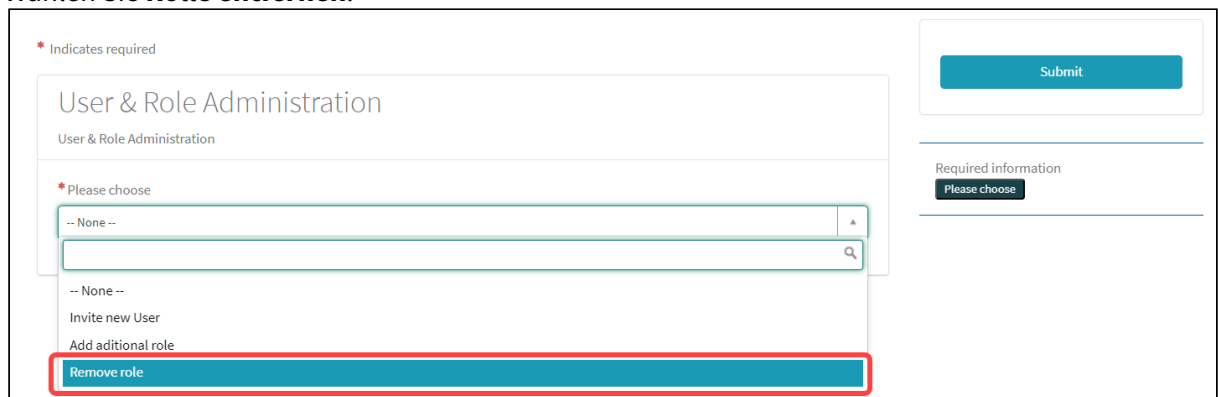 * Indicates required
Submit
User & Role Administration
User & Role Administration
Required information
Please choose
* Please choose
-- None --
-- None --
Invite new User
Add aditional role
Remove role